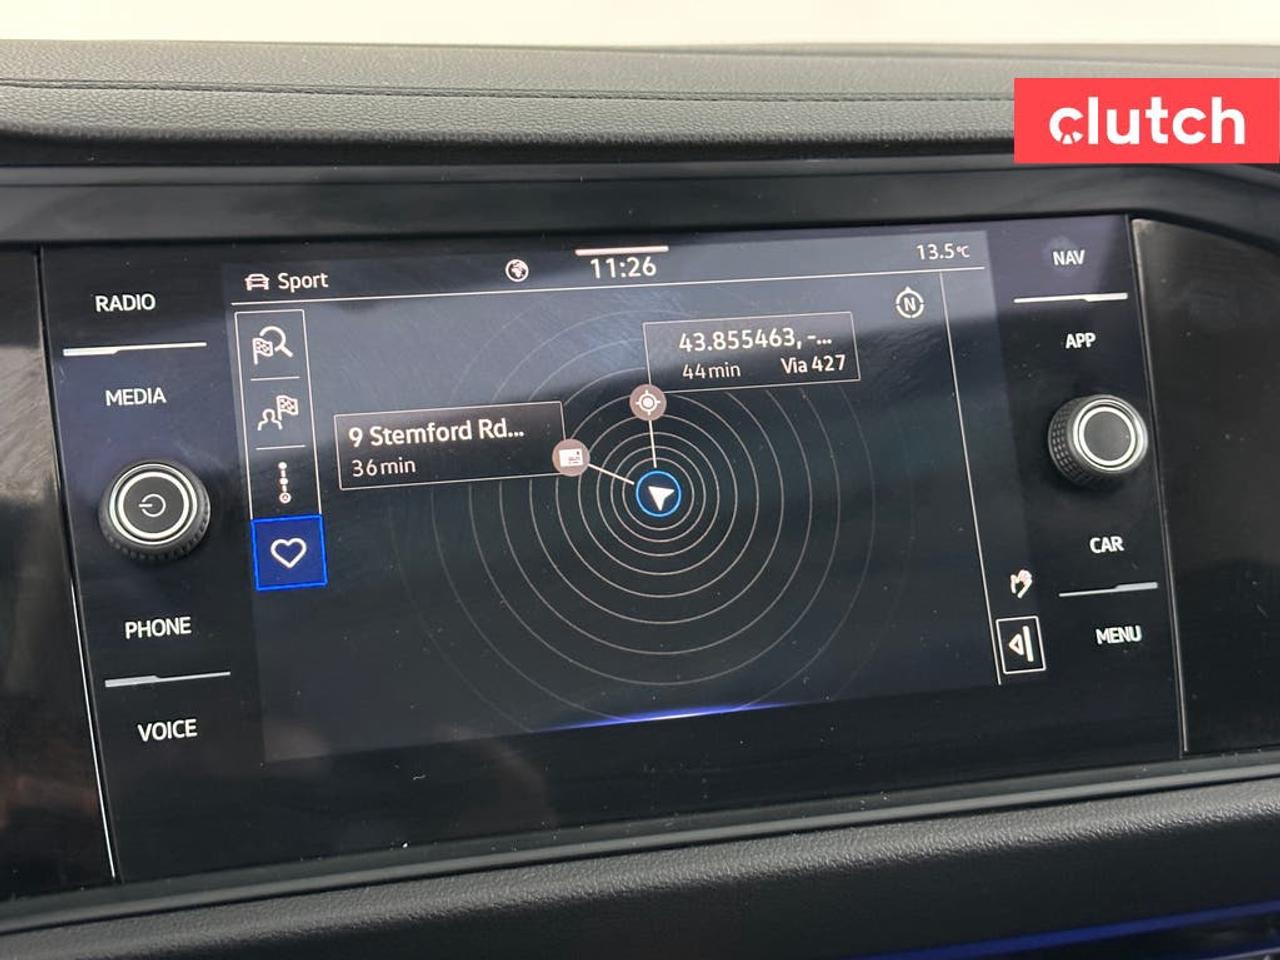 clutch
RADIO
MEDIA
PHONE
VOICE
Sport
11:26
13.5°C
N
43.855463, -...
44min Via 427
9 Stemford Rd...
36min
NAV
APP
CAR
MENU